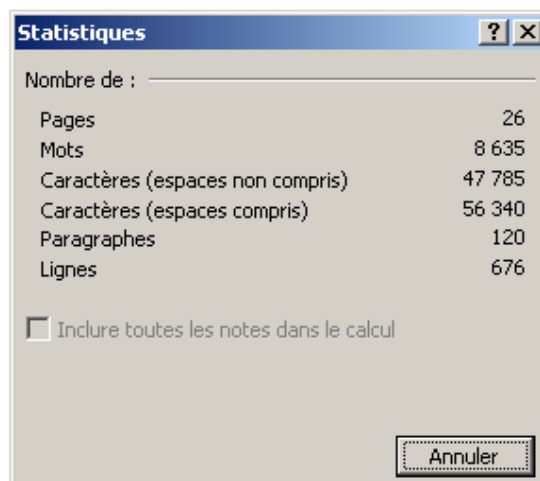 Statistiques
Nombre de :
Pages 26
Mots 8 635
Caractères (espaces non compris) 47 785
Caractères (espaces compris) 56 340
Paragraphes 120
Lignes 676
Inclure toutes les notes dans le calcul
Annuler